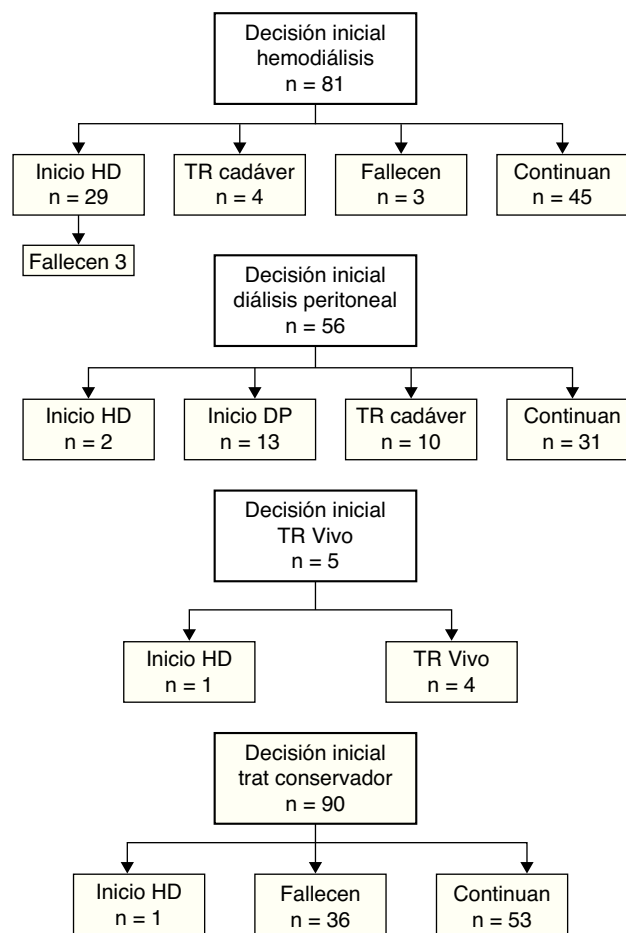 Decisión inicial
hemodiálisis
n = 81
Inicio HD
n = 29
TR cadáver
n = 4
Fallecen
n = 3
Continuan
n = 45
Fallecen 3
Decisión inicial
diálisis peritoneal
n = 56
Inicio HD
n = 2
Inicio DP
n = 13
TR cadáver
n = 10
Continuan
n = 31
Decisión inicial
TR Vivo
n = 5
Inicio HD
n = 1
TR Vivo
n = 4
Decisión inicial
trat conservador
n = 90
Inicio HD
n = 1
Fallecen
n = 36
Continuan
n = 53